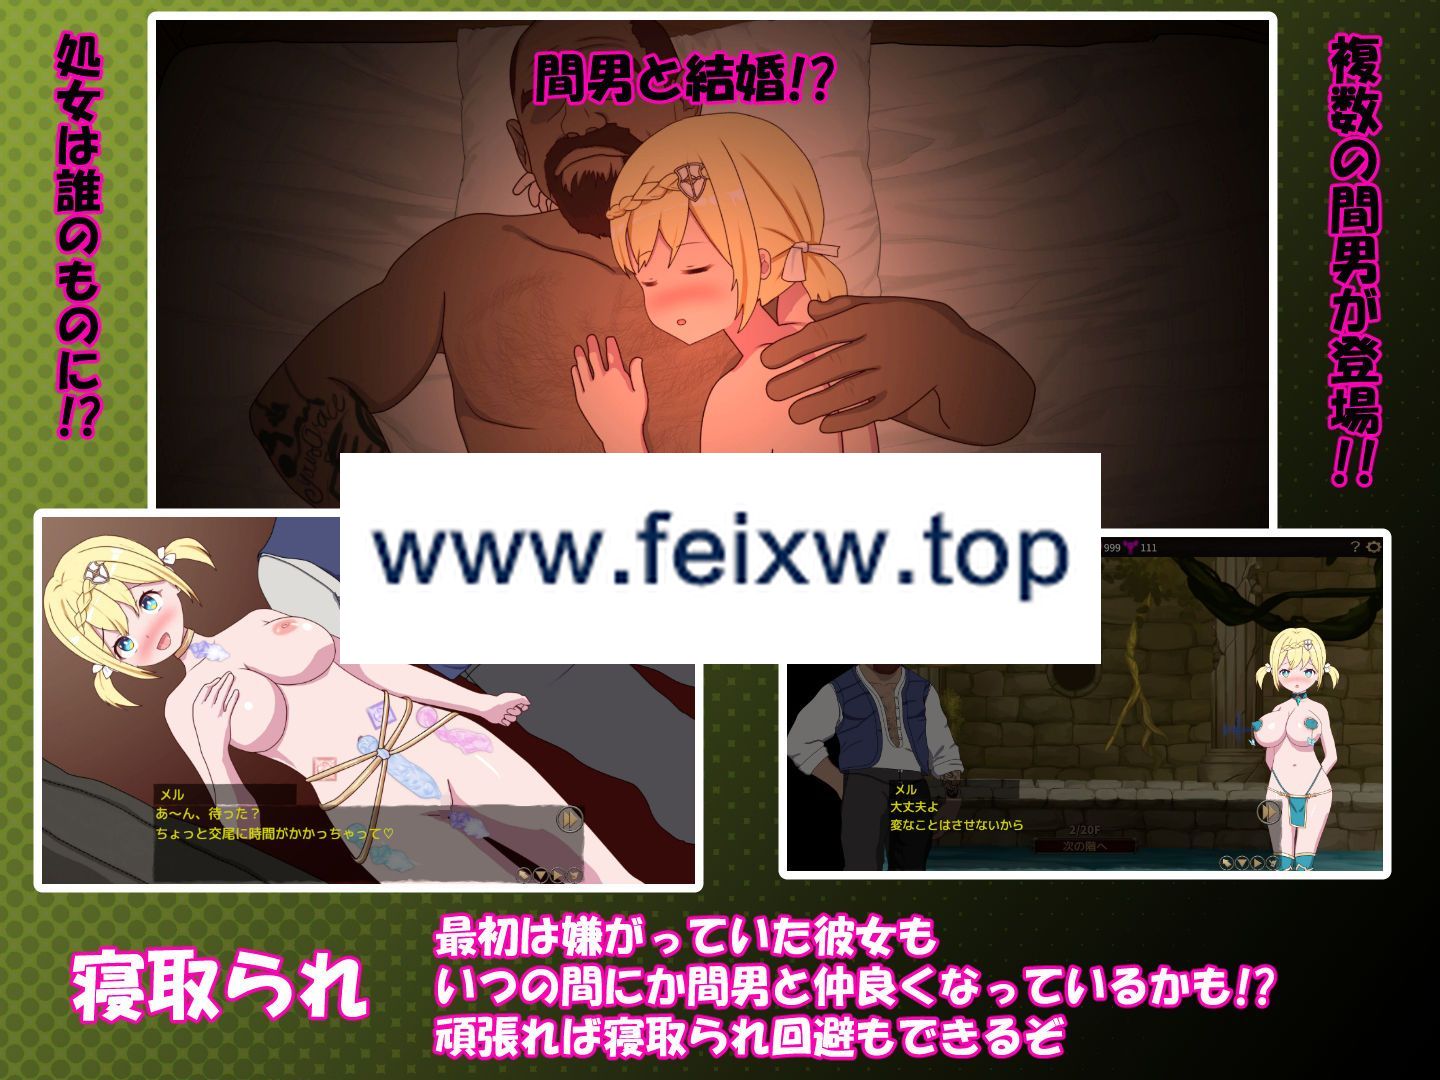 処女は誰のものに!?
間男と結婚!?
複数の間男が登場!!
www.feixw.top
999
111
?
メル
あ～ん、待った？
ちょっと交尾に時間がかかっちゃって♡
メル
大丈夫よ
変なことはさせないから
2/20F
次の階へ
寝取られ
最初は嫌がっていた彼女も
いつの間にか間男と仲良くなっているかも!?
頑張れば寝取られ回避もできるぞ